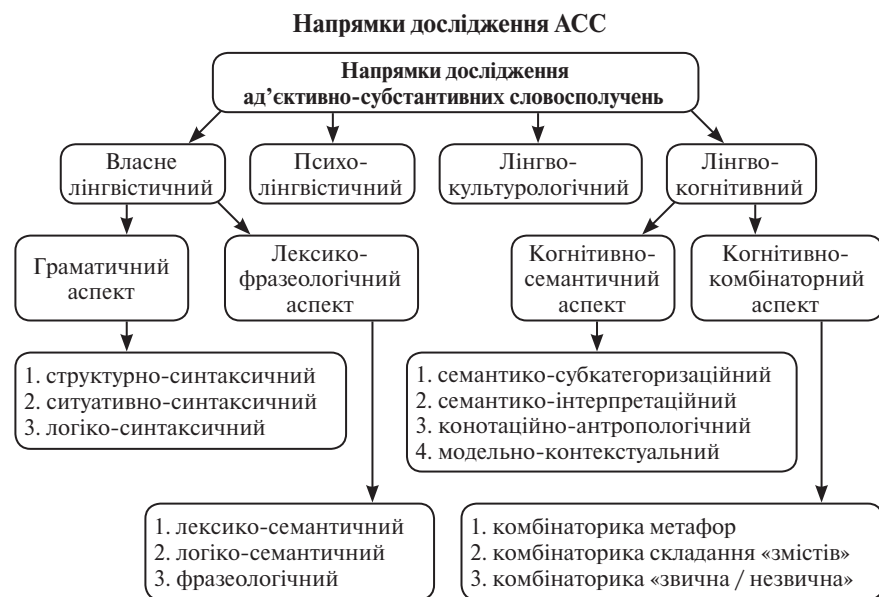 Напрямки дослідження АСС
Напрямки дослідження
ад’єктивно-субстантивних словосполучень
Власне
лінгвістичний
Психо-
лінгвістичний
Лінгво-
культурологічний
Лінгво-
когнітивний
Граматичний
аспект
Лексико-
фразеологічний
аспект
Когнітивно-
семантичний
аспект
Когнітивно-
комбінаторний
аспект
1. структурно-синтаксичний
2. ситуативно-синтаксичний
3. логіко-синтаксичний
1. семантико-субкатегоризаційний
2. семантико-інтерпретаційний
3. конотаційно-антропологічний
4. модельно-контекстуальний
1. лексико-семантичний
2. логіко-семантичний
3. фразеологічний
1. комбінаторика метафор
2. комбінаторика складання «змістів»
3. комбінаторика «звична / незвична»